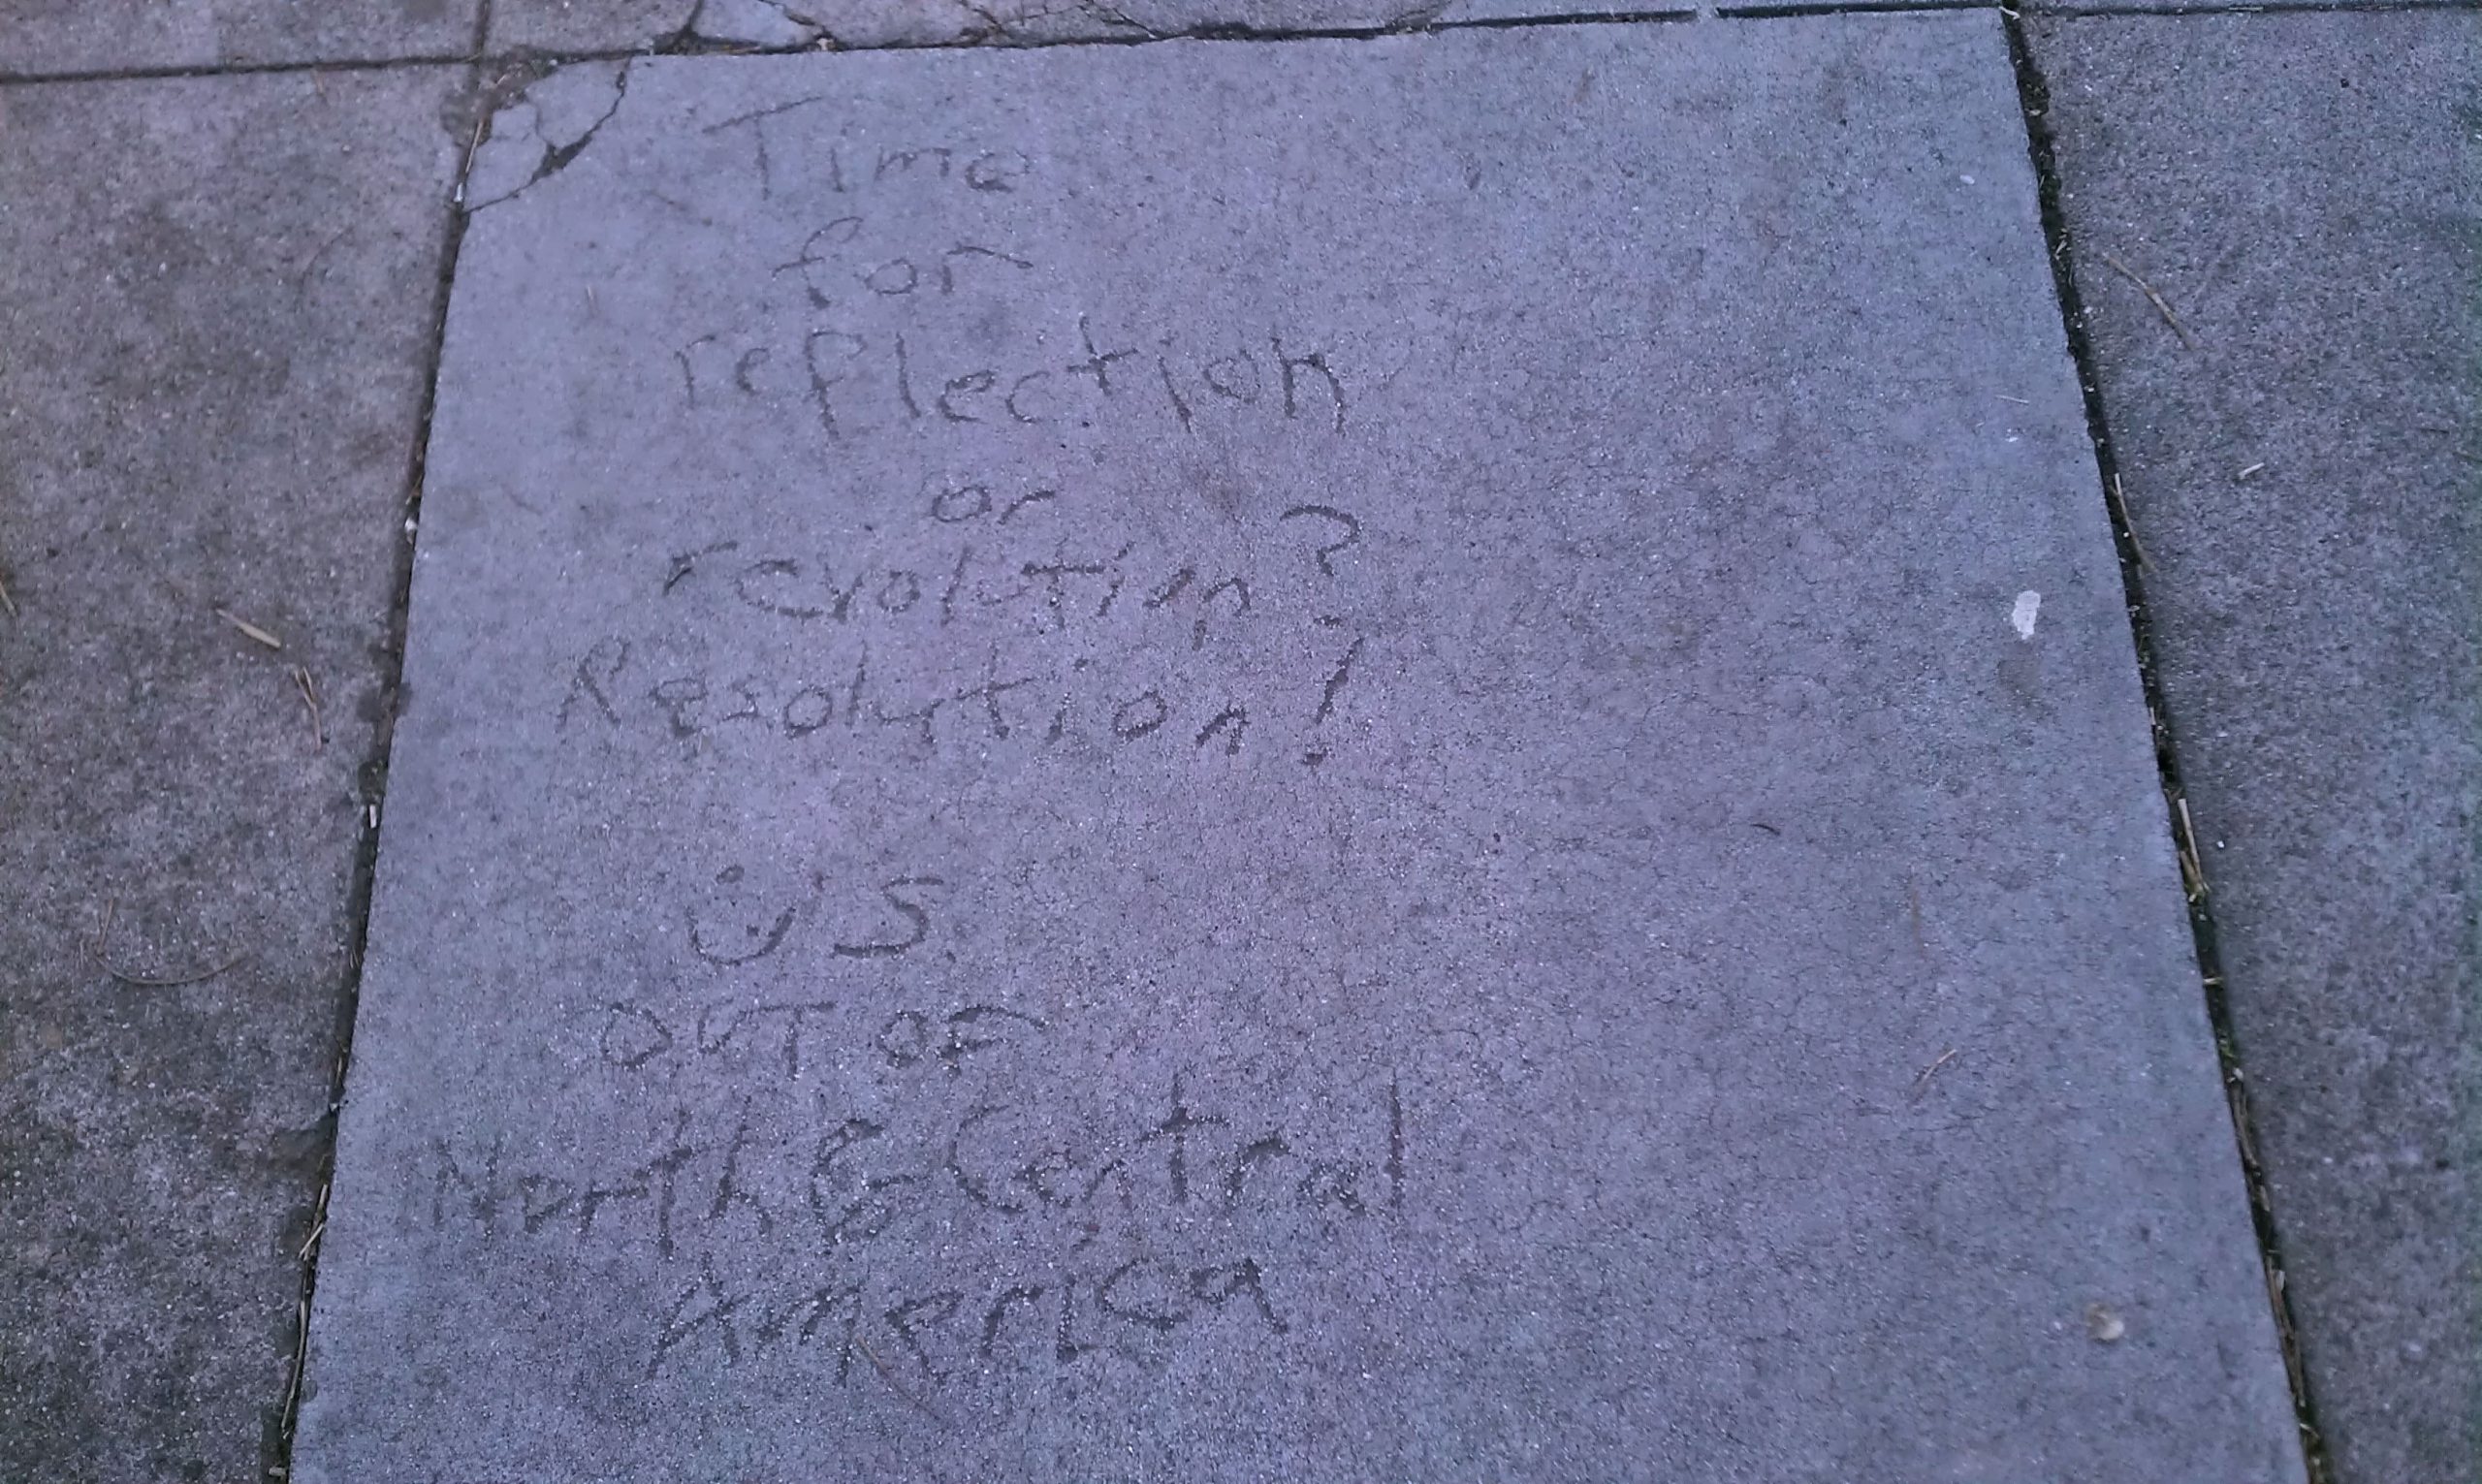 Time
for
reflection
or
revolution?
Resolution!
U.S.
OUT OF
North & Central
America